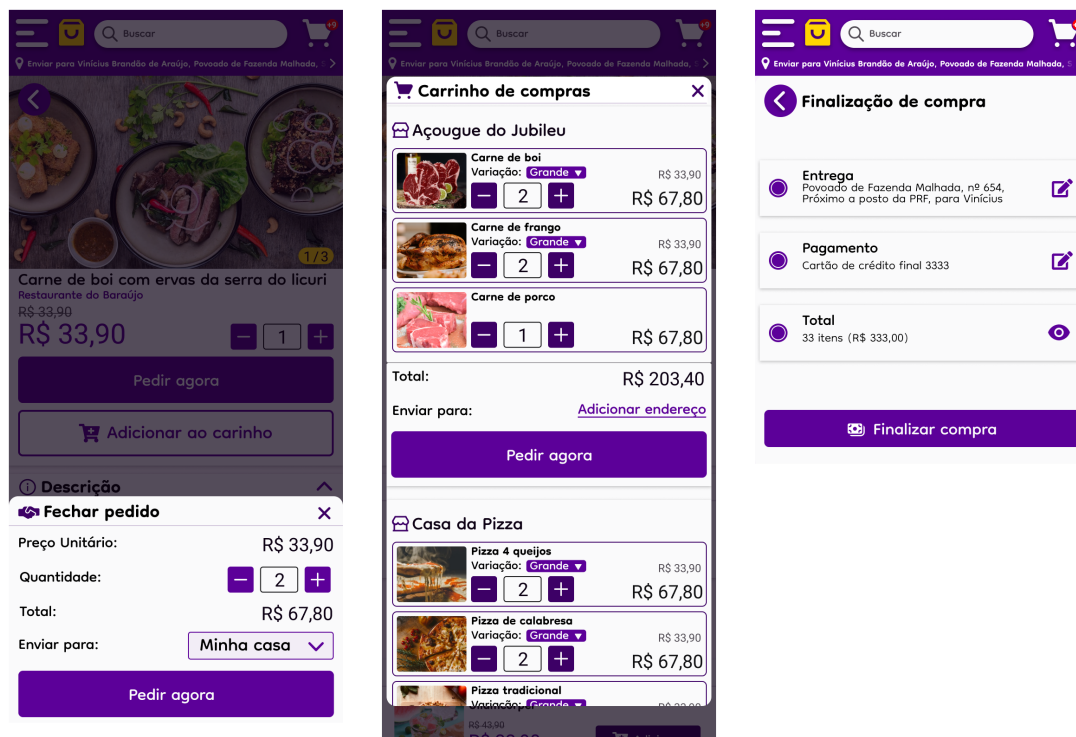 +9
Buscar
Enviar para Vinícius Brandão de Araújo, Povoado de Fazenda Malhada,
1/3
Carne de boi com ervas da serra do licuri
Restaurante do Baraújo
R$ 33,90
R$ 33,90
1
Pedir agora
Adicionar ao carinho
Descrição
Fechar pedido
Preço Unitário:
R$ 33,90
Quantidade:
2
Total:
R$ 67,80
Enviar para:
Minha casa
Pedir agora
+9
Buscar
Enviar para Vinícius Brandão de Araújo, Povoado de Fazenda Malhada,
Carrinho de compras
Açougue do Jubileu
Carne de boi
Variação: Grande
R$ 33,90
2
R$ 67,80
Carne de frango
Variação: Grande
R$ 33,90
2
R$ 67,80
Carne de porco
1
R$ 67,80
Total:
R$ 203,40
Enviar para:
Adicionar endereço
Pedir agora
Casa da Pizza
Pizza 4 queijos
Variação: Grande
R$ 33,90
2
R$ 67,80
Pizza de calabresa
Variação: Grande
R$ 33,90
2
R$ 67,80
Pizza tradicional
Variação: Grande
R$ 33,90
R$ 43,90
Buscar
Enviar para Vinícius Brandão de Araújo, Povoado de Fazenda Malhada, S
Finalização de compra
Entrega
Povoado de Fazenda Malhada, nº 654,
Próximo a posto da PRF, para Vinícius
Pagamento
Cartão de crédito final 3333
Total
33 itens (R$ 333,00)
Finalizar compra